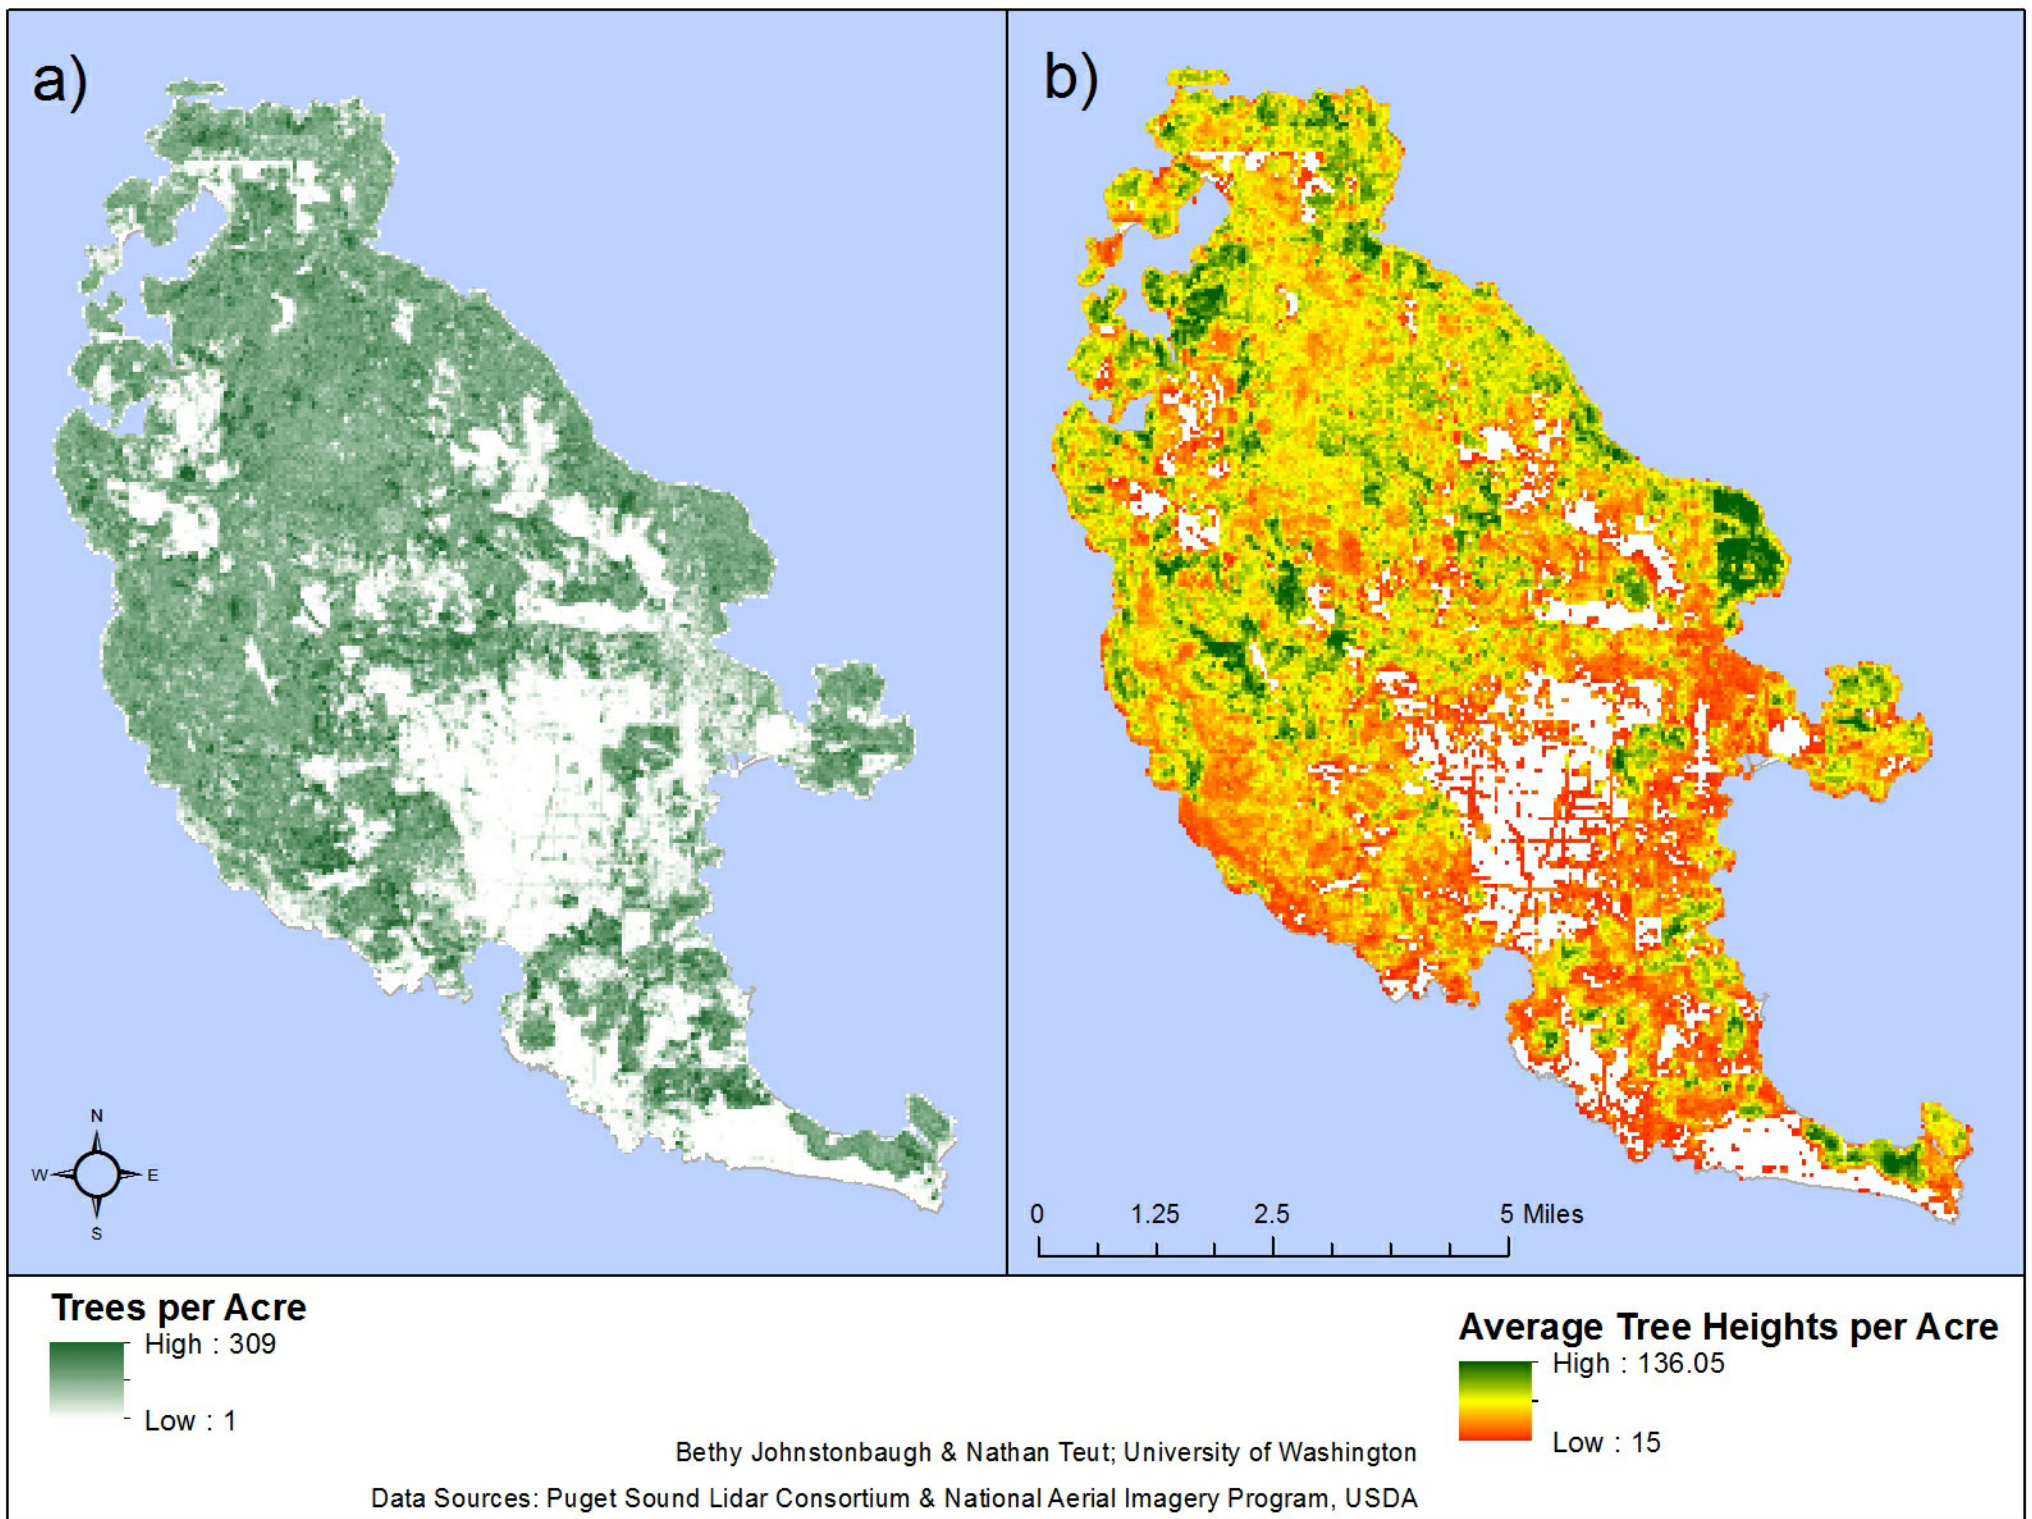 a)
b)
N
W E
S
0 1.25 2.5 5 Miles
Trees per Acre
High : 309
Low : 1
Average Tree Heights per Acre
High : 136.05
Low : 15
Bethy Johnstonbaugh & Nathan Teut; University of Washington
Data Sources: Puget Sound Lidar Consortium & National Aerial Imagery Program, USDA